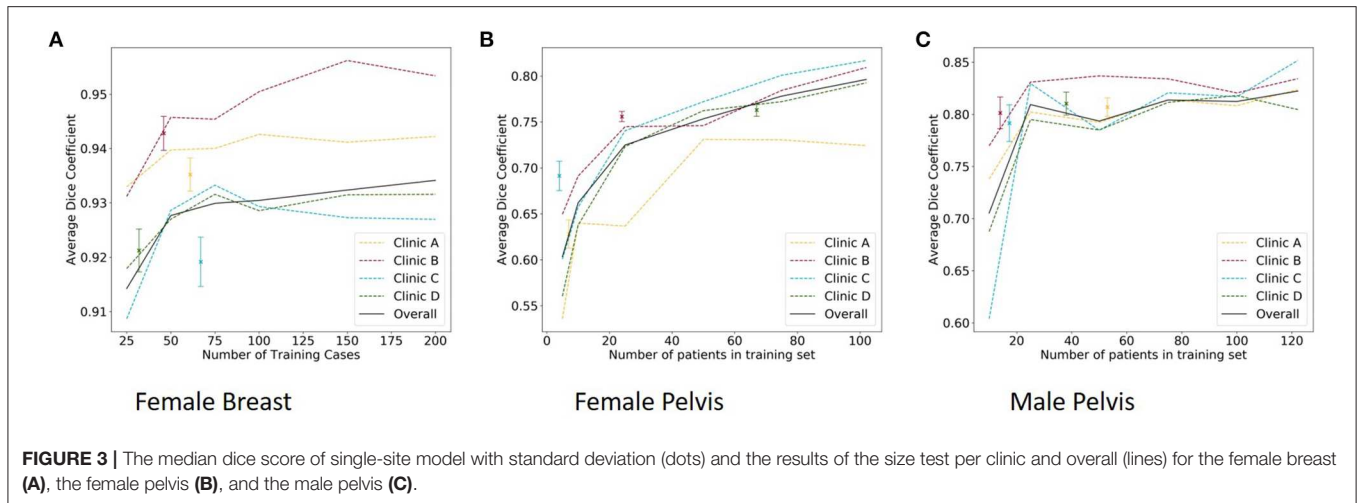 A
0.95
0.94
0.93
0.92
0.91
Average Dice Coefficient
25 50 75 100 125 150 175 200
Number of Training Cases
Clinic A
Clinic B
Clinic C
Clinic D
Overall
Female Breast
B
0.80
0.75
0.70
0.65
0.60
0.55
Average Dice Coefficient
0 20 40 60 80 100
Number of patients in training set
Clinic A
Clinic B
Clinic C
Clinic D
Overall
Female Pelvis
C
0.85
0.80
0.75
0.70
0.65
0.60
Average Dice Coefficient
20 40 60 80 100 120
Number of patients in training set
Clinic A
Clinic B
Clinic C
Clinic D
Overall
Male Pelvis
FIGURE 3 | The median dice score of single-site model with standard deviation (dots) and the results of the size test per clinic and overall (lines) for the female breast
(A), the female pelvis (B), and the male pelvis (C).